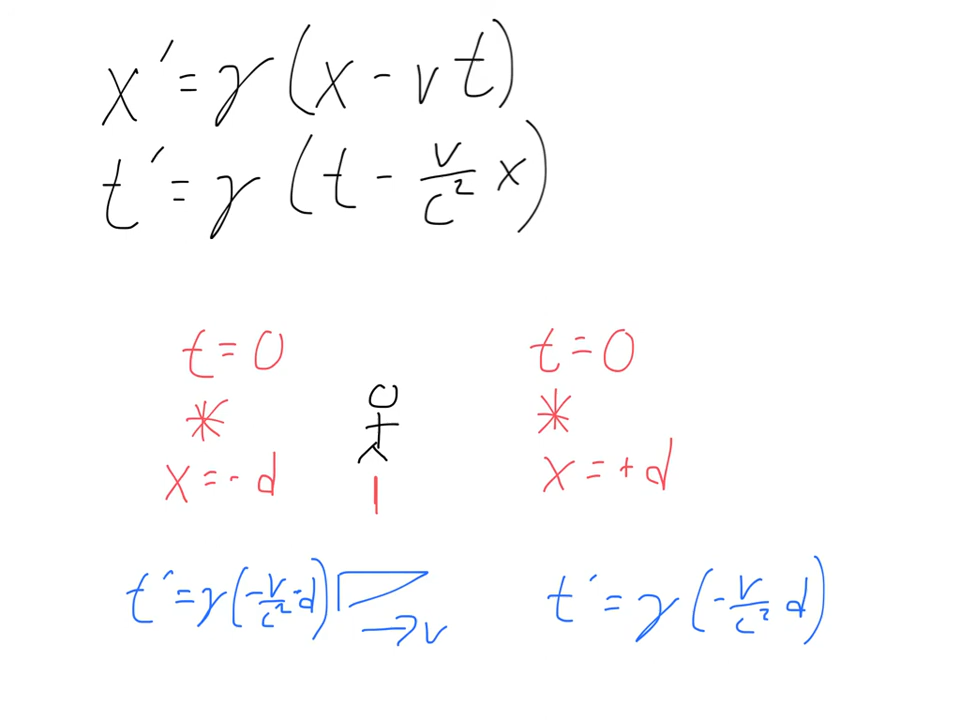 x' = γ (x - vt)
t' = γ (t - v/c² x)
t = 0 t = 0
x = - d x = + d
t' = γ (-v/c² -d) → v t' = γ (-v/c² d)